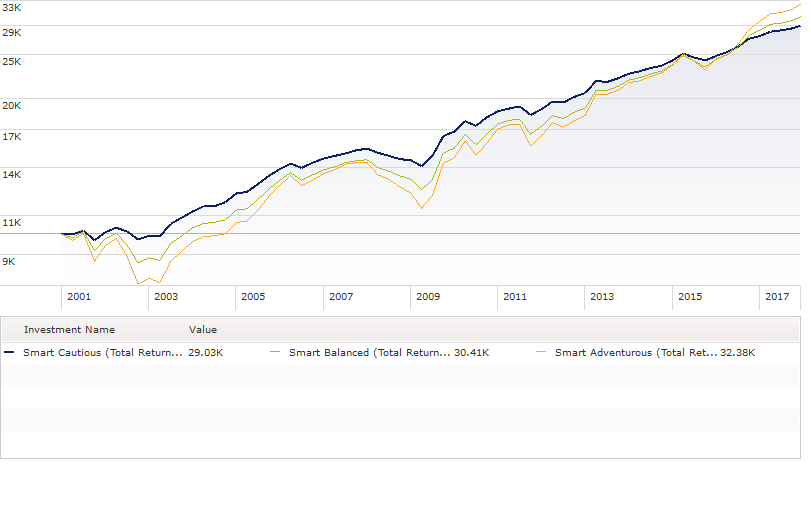 33K
29K
25K
20K
17K
14K
11K
9K
2001 2003 2005 2007 2009 2011 2013 2015 2017
Investment Name Value
Smart Cautious (Total Return... 29.03K Smart Balanced (Total Return... 30.41K Smart Adventurous (Total Ret... 32.38K